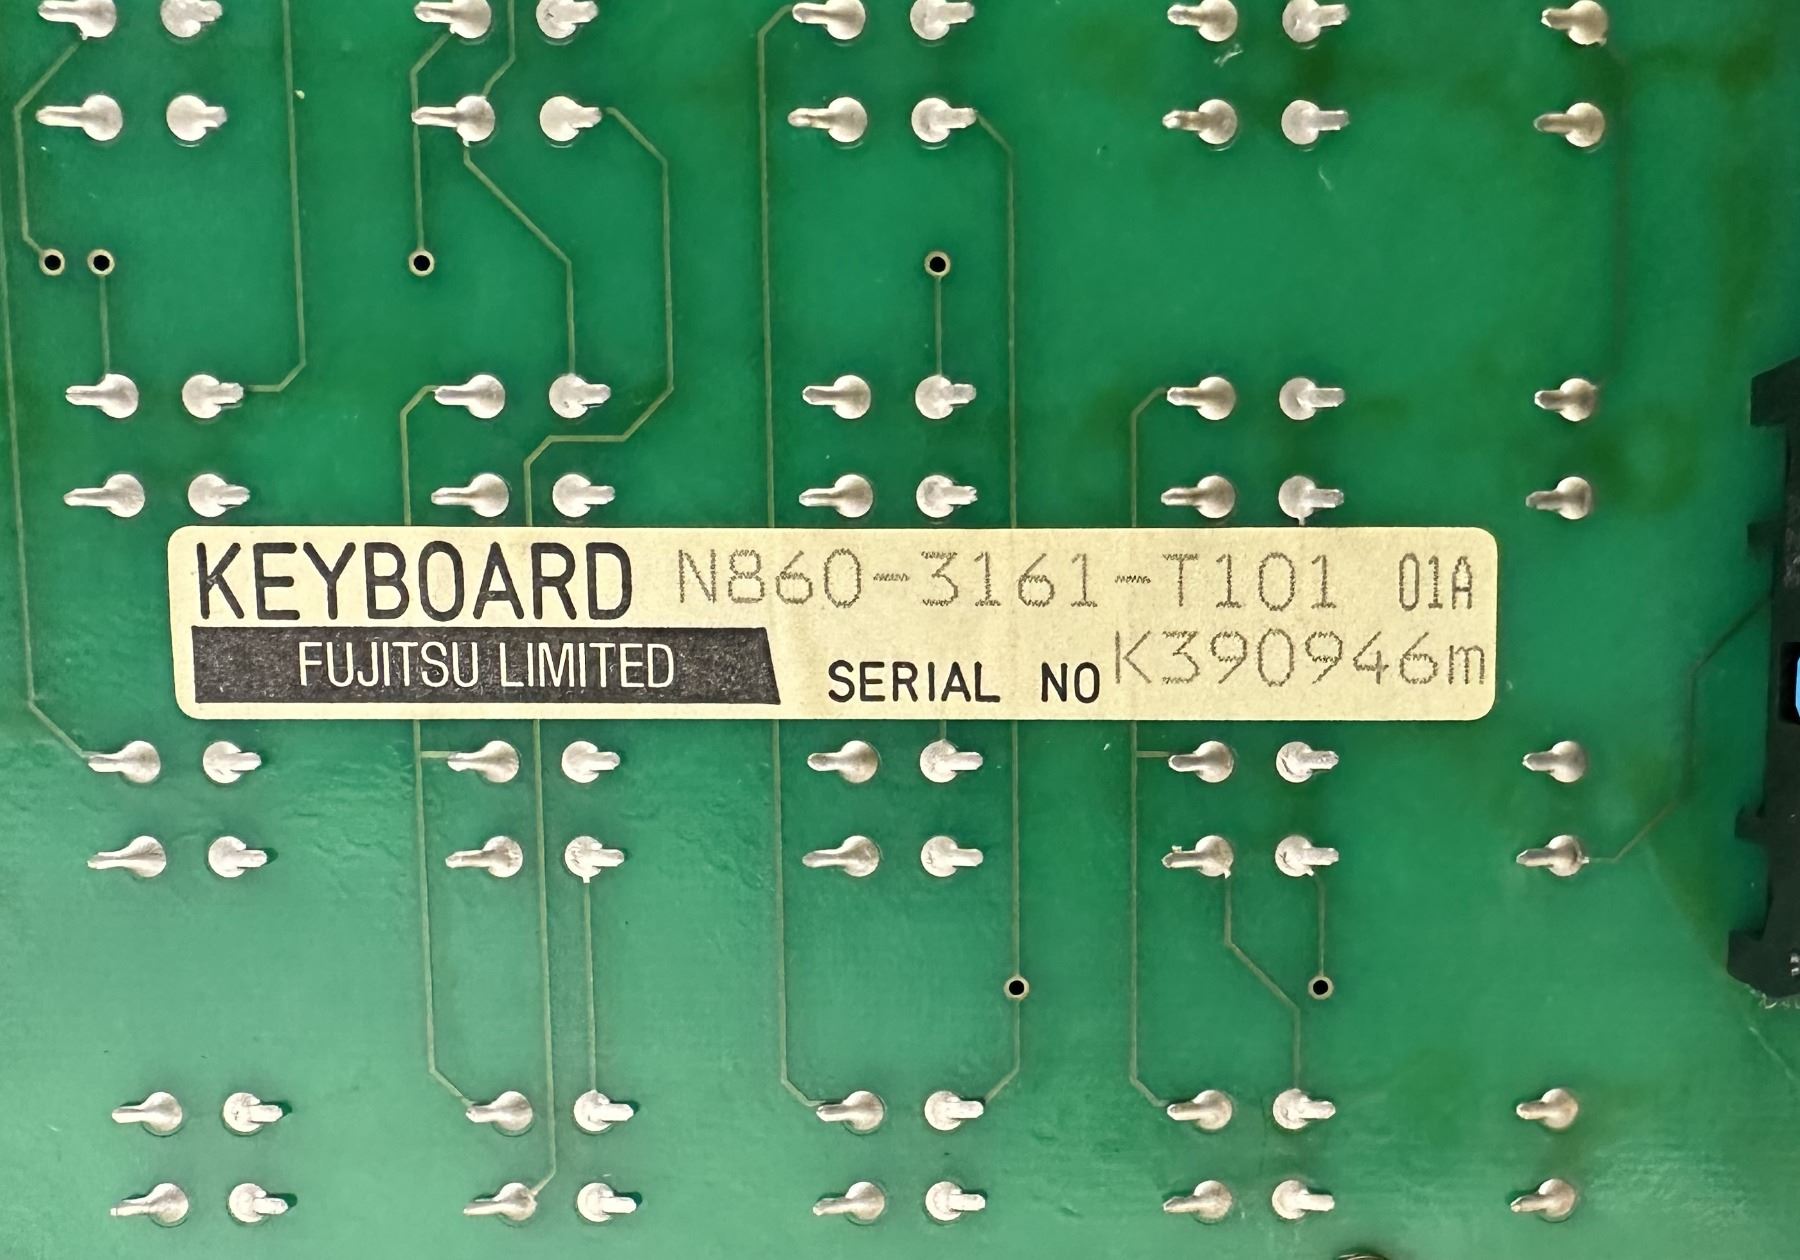 KEYBOARD N860-3161-T101 01A
FUJITSU LIMITED SERIAL NO K390946m